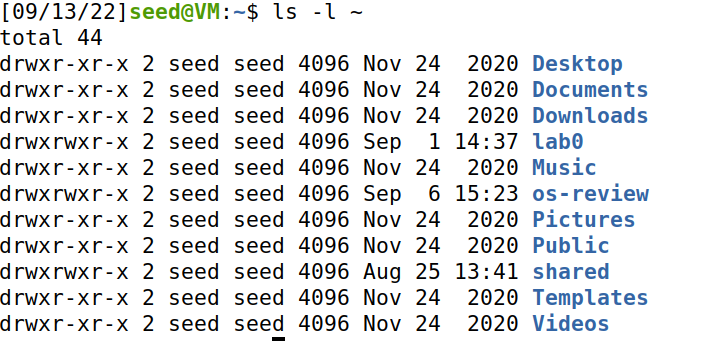 [09/13/22]seed@VM:~$ ls -l ~
total 44
drwxr-xr-x 2 seed seed 4096 Nov 24  2020 Desktop
drwxr-xr-x 2 seed seed 4096 Nov 24  2020 Documents
drwxr-xr-x 2 seed seed 4096 Nov 24  2020 Downloads
drwxrwxr-x 2 seed seed 4096 Sep  1 14:37 lab0
drwxr-xr-x 2 seed seed 4096 Nov 24  2020 Music
drwxrwxr-x 2 seed seed 4096 Sep  6 15:23 os-review
drwxr-xr-x 2 seed seed 4096 Nov 24  2020 Pictures
drwxr-xr-x 2 seed seed 4096 Nov 24  2020 Public
drwxrwxr-x 2 seed seed 4096 Aug 25 13:41 shared
drwxr-xr-x 2 seed seed 4096 Nov 24  2020 Templates
drwxr-xr-x 2 seed seed 4096 Nov 24  2020 Videos